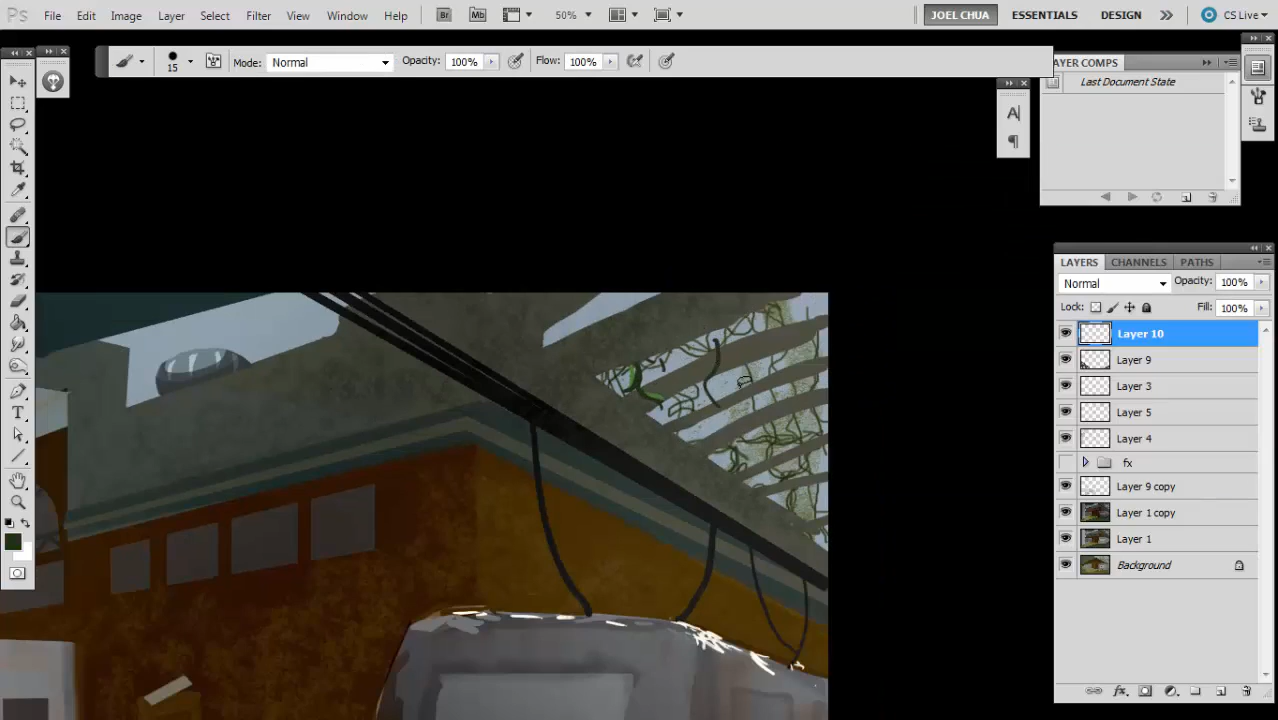 Ps File Edit Image Layer Select Filter View Window Help Br Mb 50% JOEL CHUA ESSENTIALS DESIGN CS Live
15 Mode: Normal Opacity: 100% Flow: 100%
AYER COMPS
Last Document State
A
LAYERS CHANNELS PATHS
Normal Opacity: 100%
Lock: Fill: 100%
Layer 10
Layer 9
Layer 3
Layer 5
Layer 4
fx
Layer 9 copy
Layer 1 copy
Layer 1
Background
fx
T